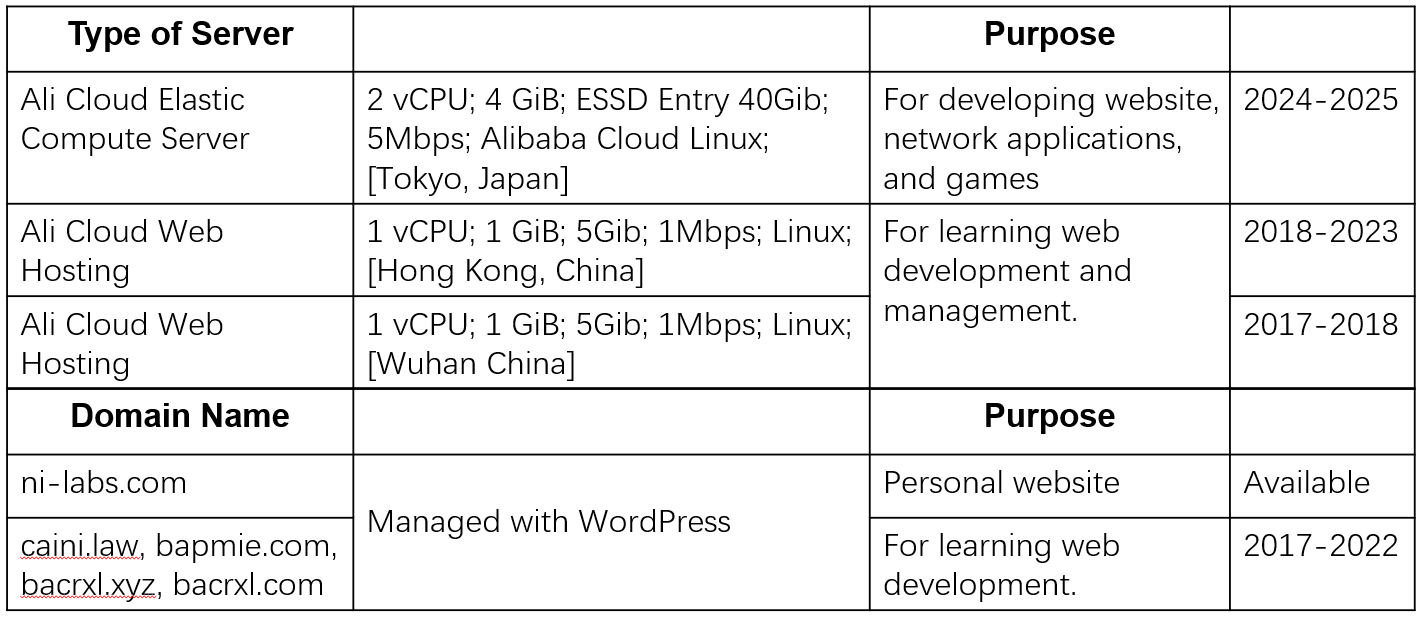 Type of Server
Purpose
Ali Cloud Elastic
Compute Server
2 vCPU; 4 GiB; ESSD Entry 40Gib;
5Mbps; Alibaba Cloud Linux;
[Tokyo, Japan]
For developing website,
network applications,
and games
2024-2025
Ali Cloud Web
Hosting
1 vCPU; 1 GiB; 5Gib; 1Mbps; Linux;
[Hong Kong, China]
For learning web
development and
management.
2018-2023
Ali Cloud Web
Hosting
1 vCPU; 1 GiB; 5Gib; 1Mbps; Linux;
[Wuhan China]
2017-2018
Domain Name
Purpose
ni-labs.com
Managed with WordPress
Personal website
Available
caini.law, bapmie.com,
bacrxl.xyz, bacrxl.com
For learning web
development.
2017-2022